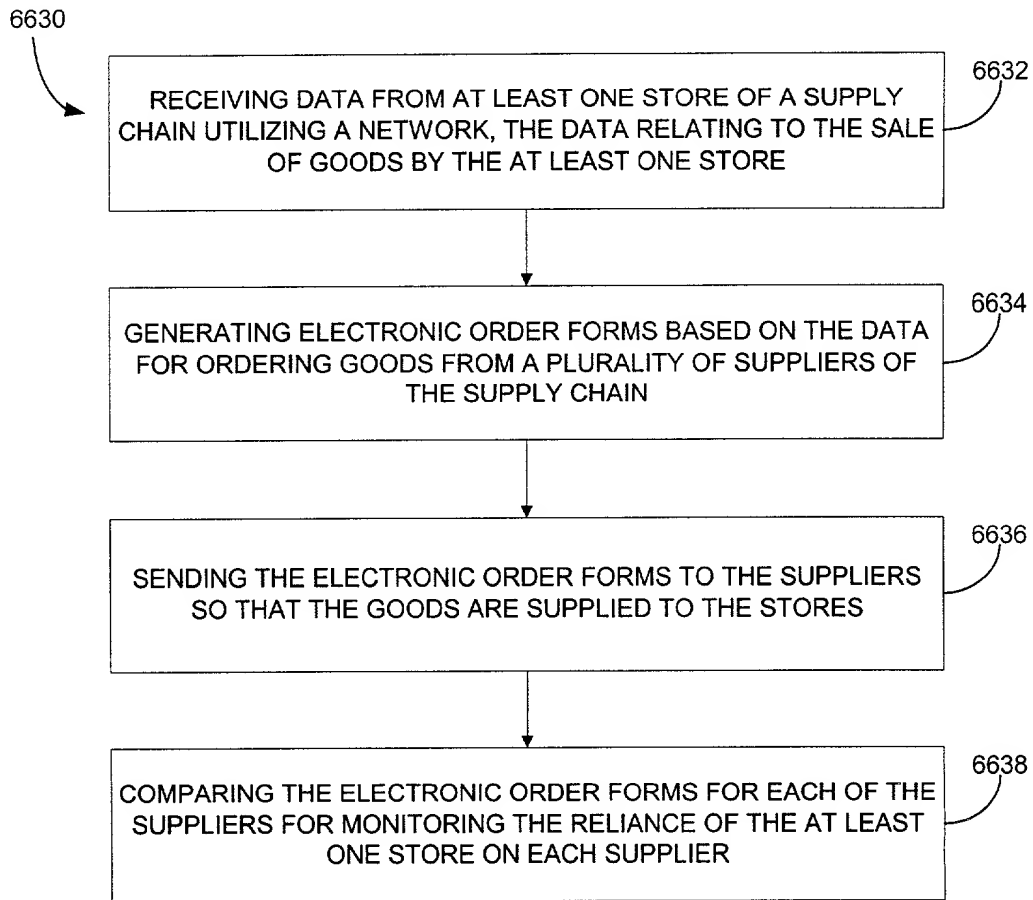 6630
6632
RECEIVING DATA FROM AT LEAST ONE STORE OF A SUPPLY
CHAIN UTILIZING A NETWORK, THE DATA RELATING TO THE SALE
OF GOODS BY THE AT LEAST ONE STORE
6634
GENERATING ELECTRONIC ORDER FORMS BASED ON THE DATA
FOR ORDERING GOODS FROM A PLURALITY OF SUPPLIERS OF
THE SUPPLY CHAIN
6636
SENDING THE ELECTRONIC ORDER FORMS TO THE SUPPLIERS
SO THAT THE GOODS ARE SUPPLIED TO THE STORES
6638
COMPARING THE ELECTRONIC ORDER FORMS FOR EACH OF THE
SUPPLIERS FOR MONITORING THE RELIANCE OF THE AT LEAST
ONE STORE ON EACH SUPPLIER